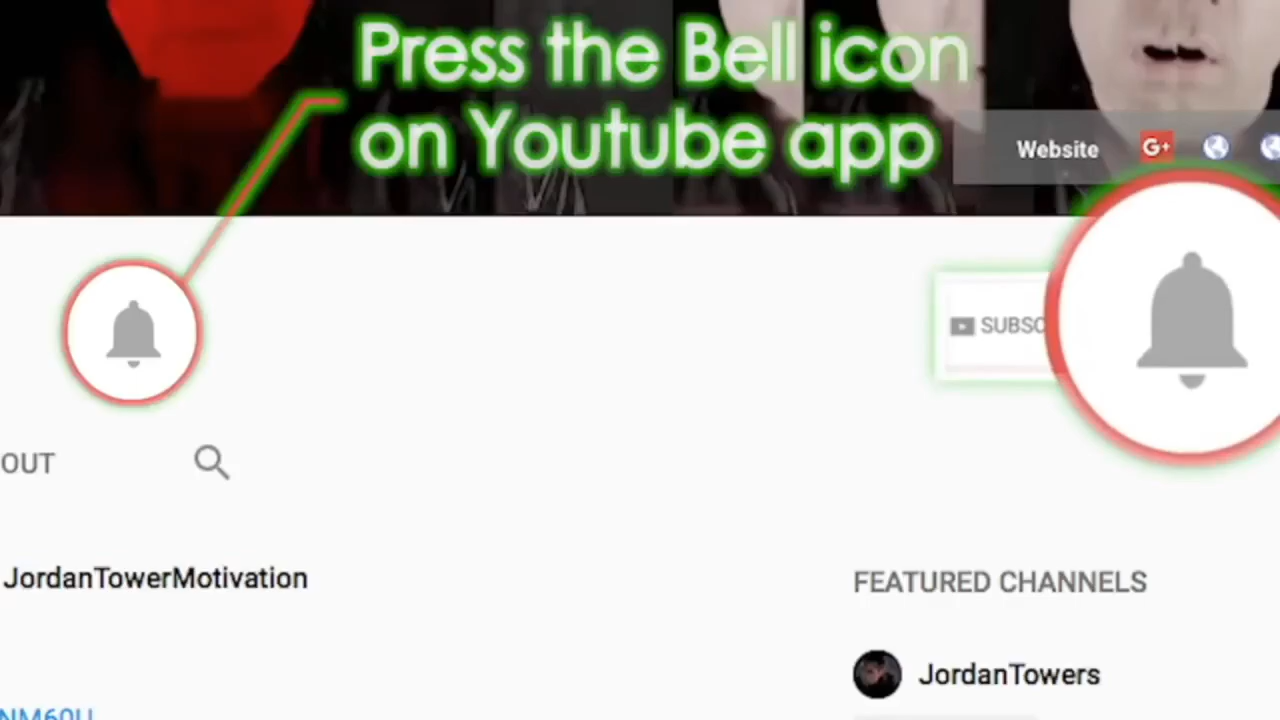 Press the Bell icon
on Youtube app
Website
G+
SUBSC
OUT
JordanTowerMotivation
FEATURED CHANNELS
JordanTowers